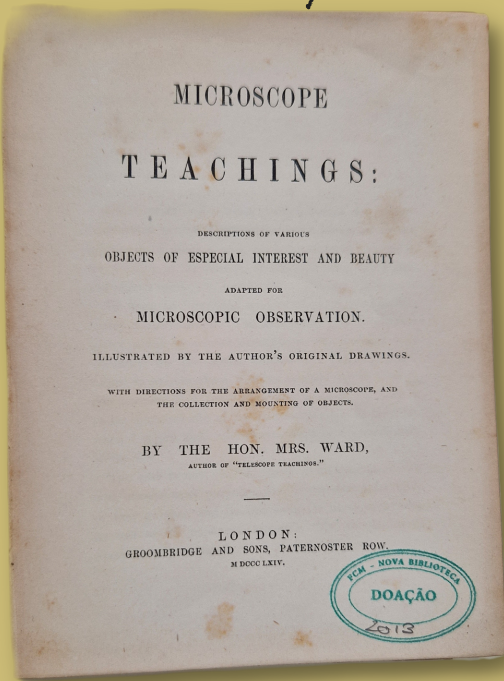 MICROSCOPE
TEACHINGS:
DESCRIPTIONS OF VARIOUS
OBJECTS OF ESPECIAL INTEREST AND BEAUTY
ADAPTED FOR
MICROSCOPIC OBSERVATION.
ILLUSTRATED BY THE AUTHOR'S ORIGINAL DRAWINGS.
WITH DIRECTIONS FOR THE ARRANGEMENT OF A MICROSCOPE, AND
THE COLLECTION AND MOUNTING OF OBJECTS.
BY THE HON. MRS. WARD,
AUTHOR OF "TELESCOPE TEACHINGS."
LONDON:
GROOMBRIDGE AND SONS, PATERNOSTER ROW.
M DCCC LXIV.
FCM - NOVA BIBLIOTECA
DOAÇÃO
2013